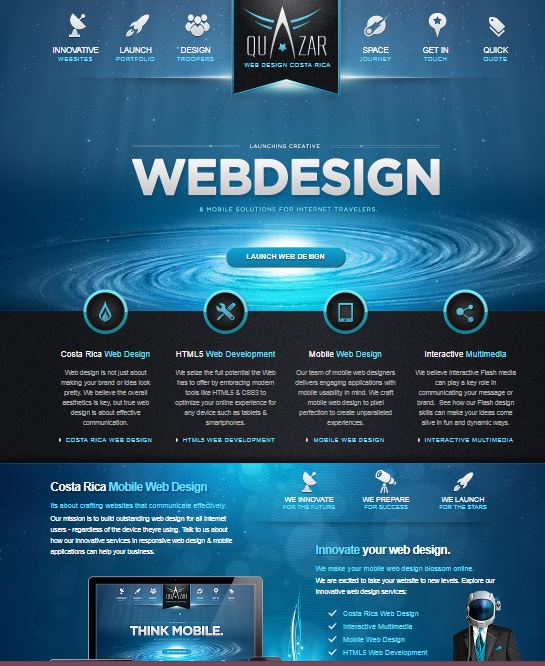 INNOVATIVE
WEBSITES
LAUNCH
PORTFOLIO
DESIGN
TROOPERS
QUAZAR
WEB DESIGN COSTA RICA
SPACE
JOURNEY
GET IN
TOUCH
QUICK
QUOTE
LAUNCHING CREATIVE
WEBDESIGN
& MOBILE SOLUTIONS FOR INTERNET TRAVELERS.
LAUNCH WEB DESIGN
Costa Rica Web Design
Web design is not just about
making your brand or idea look
pretty. We believe the overall
aesthetics is key, but true web
design is about effective
communication.
COSTA RICA WEB DESIGN
HTML5 Web Development
We seize the full potential the Web
has to offer by embracing modern
tools like HTML5 & CSS3 to
optimize your online experience for
any device such as tablets &
smartphones.
HTML5 WEB DEVELOPMENT
Mobile Web Design
Our team of mobile web designers
delivers engaging applications with
mobile usability in mind. We craft
mobile web design to pixel
perfection to create unparalleled
experiences.
MOBILE WEB DESIGN
Interactive Multimedia
We believe Interactive Flash media
can play a key role in
communicating your message or
brand. See how our Flash design
skills can make your ideas come
alive in fun and dynamic ways.
INTERACTIVE MULTIMEDIA
Costa Rica Mobile Web Design
Its about crafting websites that communicate effectively.
Our mission is to build outstanding web design for all internet
users - regardless of the device theyre using. Talk to us about
how our innovative services in responsive web design & mobile
applications can help your business.
WE INNOVATE
FOR THE FUTURE
WE PREPARE
FOR SUCCESS
WE LAUNCH
FOR THE STARS
Innovate your web design.
We make your mobile web design blossom online.
We are excited to take your website to new levels. Explore our
innovative web design services:
Costa Rica Web Design
Interactive Multimedia
Mobile Web Design
HTML5 Web Development
QUAZAR
THINK MOBILE.